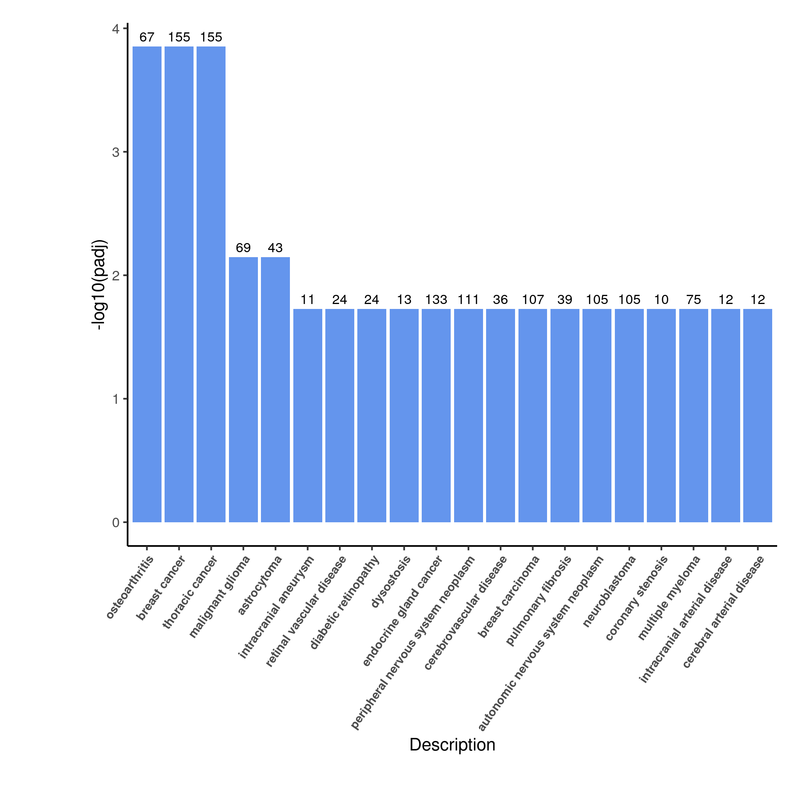 4
3
2
1
0
-log10(padj)
67
155
155
69
43
11
24
24
13
133
111
36
107
39
105
105
10
75
12
12
osteoarthritis
breast cancer
thoracic cancer
malignant glioma
astrocytoma
intracranial aneurysm
retinal vascular disease
diabetic retinopathy
dysostosis
endocrine gland cancer
peripheral nervous system neoplasm
cerebrovascular disease
breast carcinoma
pulmonary fibrosis
autonomic nervous system neoplasm
neuroblastoma
coronary stenosis
multiple myeloma
intracranial arterial disease
cerebral arterial disease
Description